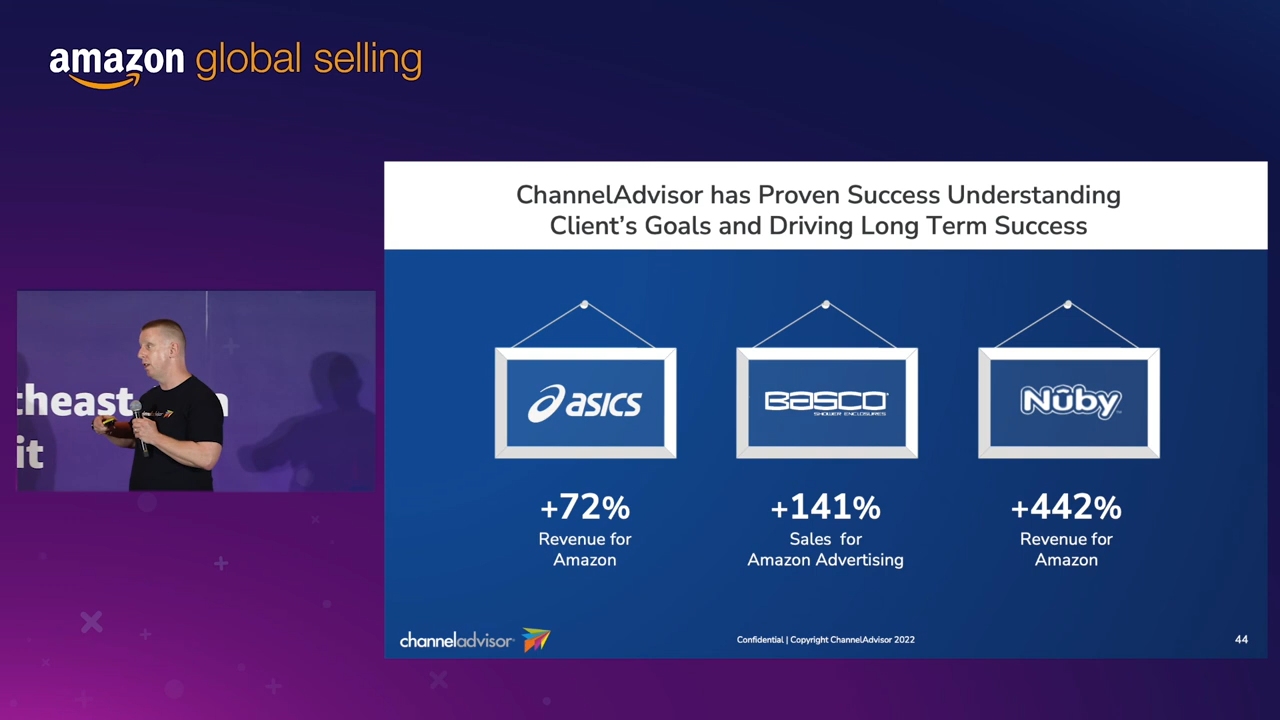 amazon global selling
ChannelAdvisor has Proven Success Understanding
Client's Goals and Driving Long Term Success
theast
it
asics
BASCO
SHOWER ENCLOSURES
Nûby
+72%
+141%
+442%
Revenue for
Amazon
Sales for
Amazon Advertising
Revenue for
Amazon
channeladvisor
Confidential | Copyright ChannelAdvisor 2022
44